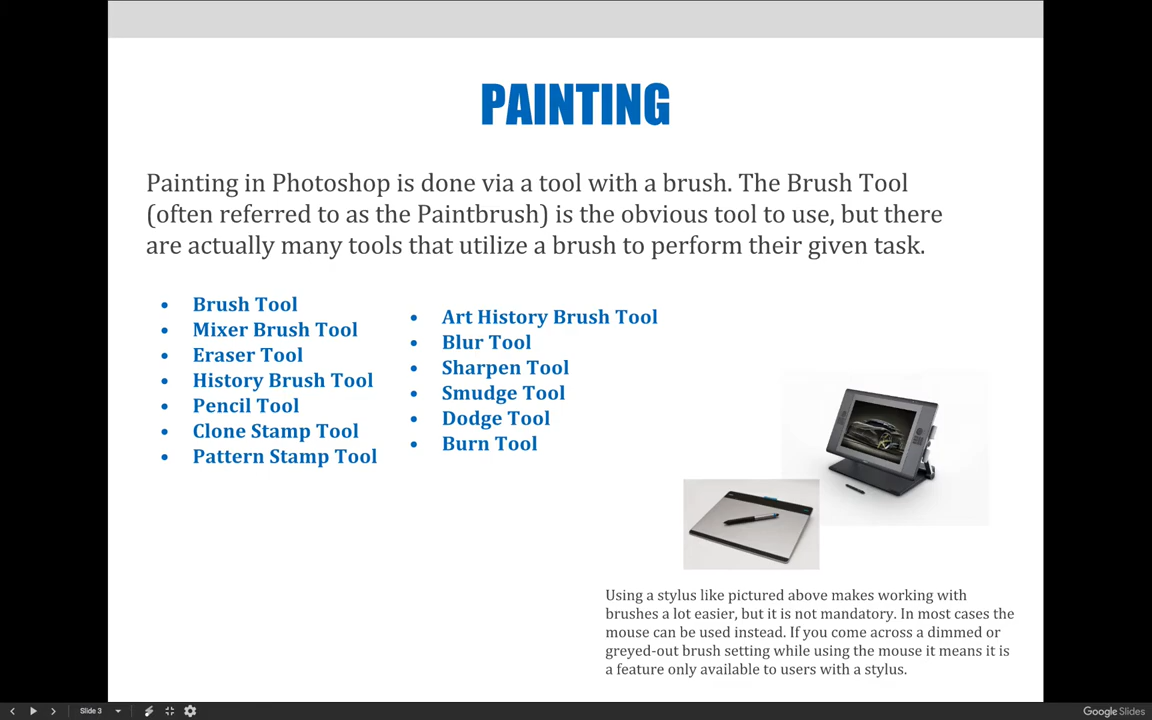 PAINTING
Painting in Photoshop is done via a tool with a brush. The Brush Tool
(often referred to as the Paintbrush) is the obvious tool to use, but there
are actually many tools that utilize a brush to perform their given task.
• Brush Tool
• Mixer Brush Tool
• Eraser Tool
• History Brush Tool
• Pencil Tool
• Clone Stamp Tool
• Pattern Stamp Tool
• Art History Brush Tool
• Blur Tool
• Sharpen Tool
• Smudge Tool
• Dodge Tool
• Burn Tool
Using a stylus like pictured above makes working with
brushes a lot easier, but it is not mandatory. In most cases the
mouse can be used instead. If you come across a dimmed or
greyed-out brush setting while using the mouse it means it is
a feature only available to users with a stylus.
Slide 3
Google Slides